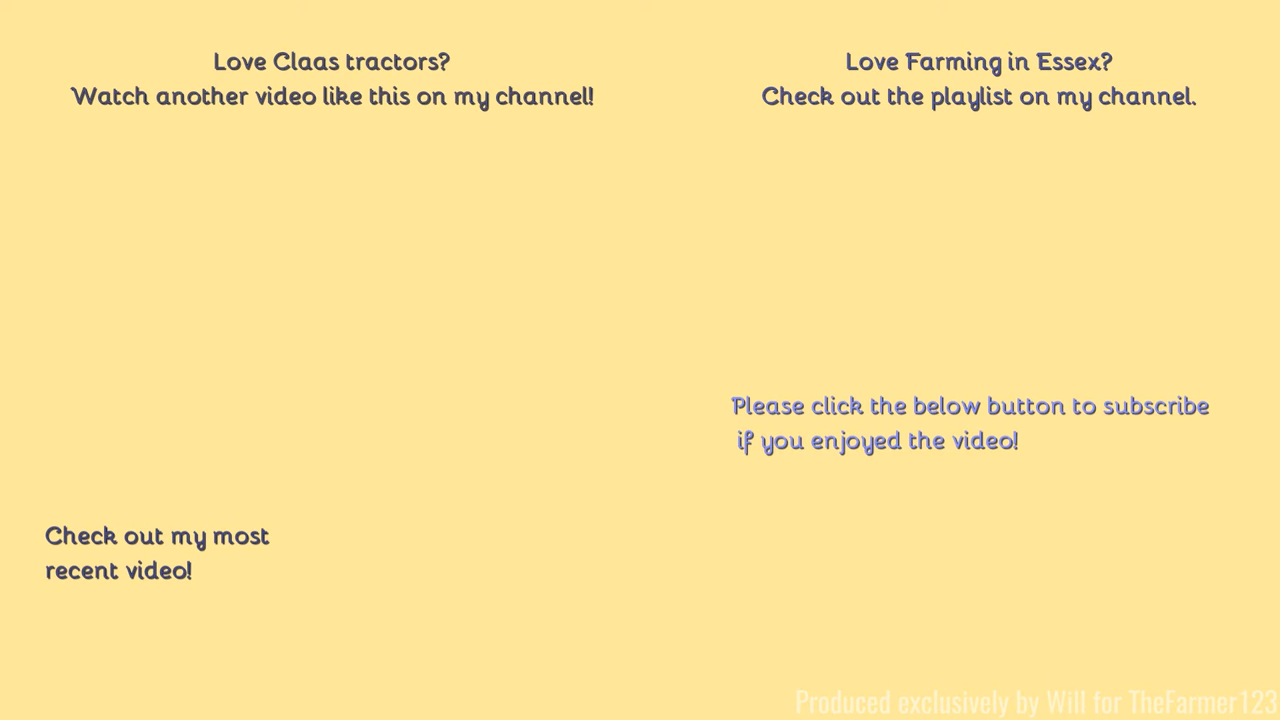 Love Claas tractors?
Watch another video like this on my channel!
Love Farming in Essex?
Check out the playlist on my channel.
Please click the below button to subscribe
if you enjoyed the video!
Check out my most
recent video!
Produced exclusively by Will for TheFarmer123